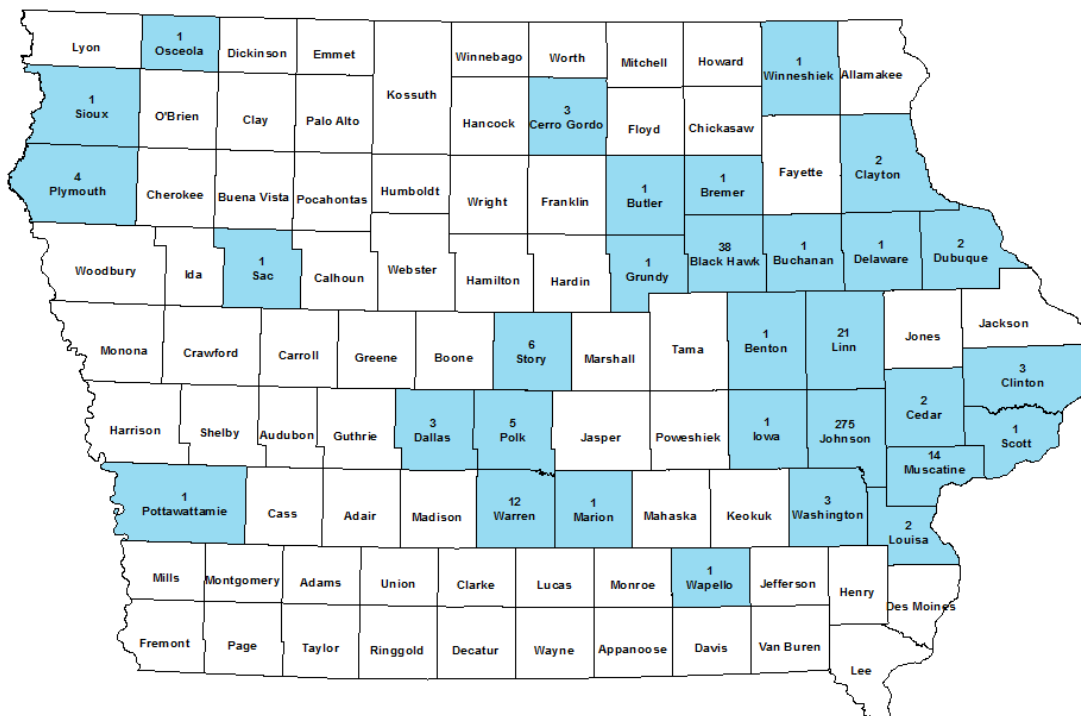 Lyon
1
Osceola
Dickinson
Emmet
Kossuth
Winnebago
Worth
Mitchell
Howard
1
Winneshiek
Allamakee
1
Sioux
O'Brien
Clay
Palo Alto
Hancock
3
Cerro Gordo
Floyd
Chickasaw
Fayette
2
Clayton
4
Plymouth
Cherokee
Buena Vista
Pocahontas
Humboldt
Wright
Franklin
1
Butler
1
Bremer
Woodbury
Ida
1
Sac
Calhoun
Webster
Hamilton
Hardin
1
Grundy
38
Black Hawk
1
Buchanan
1
Delaware
2
Dubuque
Monona
Crawford
Carroll
Greene
Boone
6
Story
Marshall
Tama
1
Benton
21
Linn
Jones
Jackson
3
Clinton
Harrison
Shelby
Audubon
Guthrie
3
Dallas
5
Polk
Jasper
Poweshiek
1
Iowa
275
Johnson
2
Cedar
1
Scott
14
Muscatine
1
Pottawattamie
Cass
Adair
Madison
12
Warren
1
Marion
Mahaska
Keokuk
3
Washington
2
Louisa
Mills
Montgomery
Adams
Union
Clarke
Lucas
Monroe
1
Wapello
Jefferson
Henry
Des Moines
Fremont
Page
Taylor
Ringgold
Decatur
Wayne
Appanoose
Davis
Van Buren
Lee